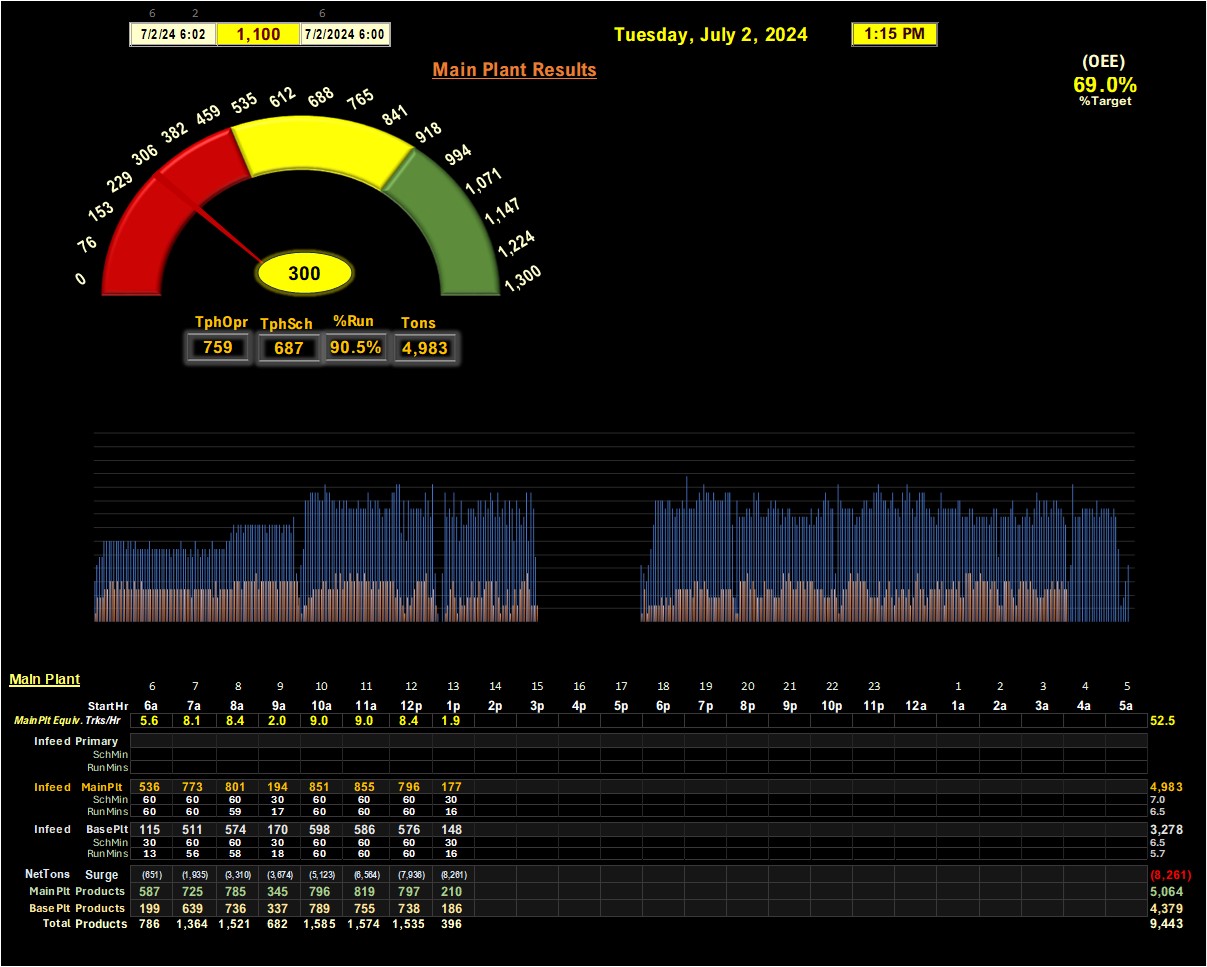 6 2 6
7/2/24 6:02 1,100 7/2/2024 6:00
Tuesday, July 2, 2024 1:15 PM
(OEE)
69.0%
%Target
Main Plant Results
0 76 153 229 306 382 459 535 612 688 765 841 918 994 1,071 1,147 1,224 1,300
300
TphOpr TphSch %Run Tons
759 687 90.5% 4,983
Main Plant
6 7 8 9 10 11 12 13 14 15 16 17 18 19 20 21 22 23 1 2 3 4 5
StartHr 6a 7a 8a 9a 10a 11a 12p 1p 2p 3p 4p 5p 6p 7p 8p 9p 10p 11p 12a 1a 2a 3a 4a 5a
MainPlt Equiv. Trks/Hr 5.6 8.1 8.4 2.0 9.0 9.0 8.4 1.9 52.5
Infeed Primary
SchMin
RunMins
Infeed MainPlt 536 773 801 194 851 855 796 177 4,983
SchMin 60 60 60 30 60 60 60 30 7.0
RunMins 60 60 59 17 60 60 60 16 6.5
Infeed BasePlt 115 511 574 170 598 586 576 148 3,278
SchMin 30 60 60 30 60 60 60 30 6.5
RunMins 13 56 58 18 60 60 60 16 5.7
NetTons Surge (651) (1,935) (3,310) (3,674) (5,123) (6,564) (7,936) (8,261) (8,261)
MainPlt Products 587 725 785 345 796 819 797 210 5,064
BasePlt Products 199 639 736 337 789 755 738 186 4,379
Total Products 786 1,364 1,521 682 1,585 1,574 1,535 396 9,443